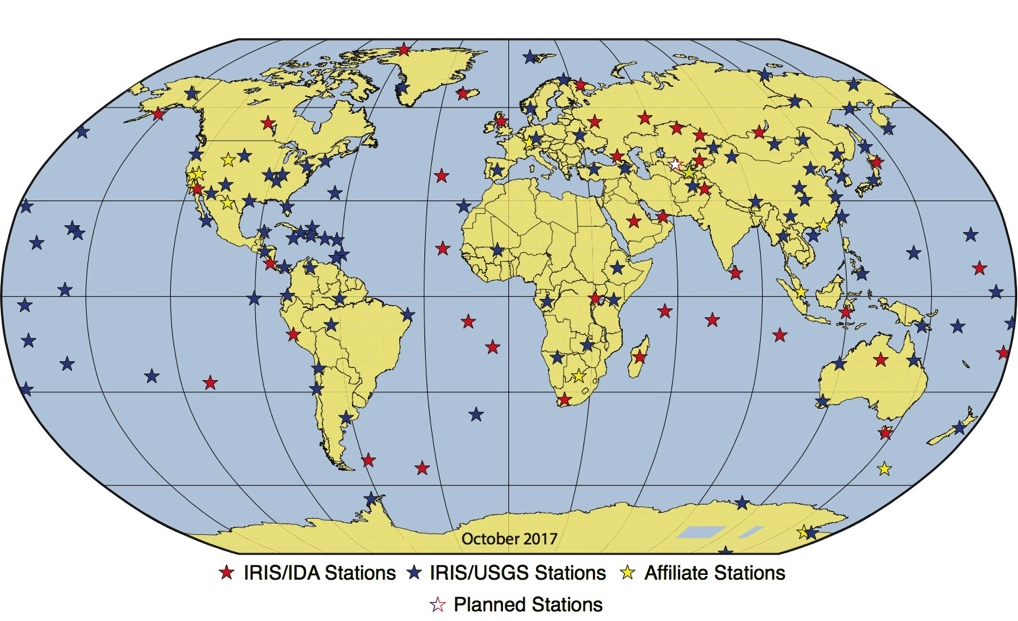 October 2017
IRIS/IDA Stations IRIS/USGS Stations Affiliate Stations
Planned Stations